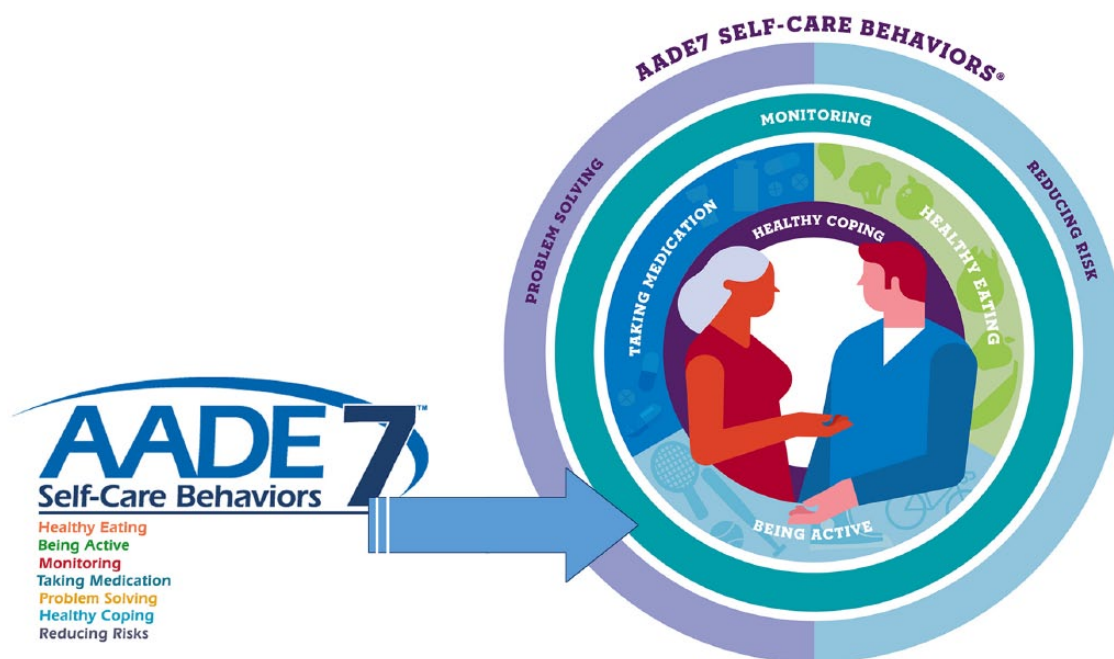 AADE7 SELF-CARE BEHAVIORS®
MONITORING
PROBLEM SOLVING
REDUCING RISK
TAKING MEDICATION
HEALTHY COPING
HEALTHY EATING
BEING ACTIVE
AADE7™
Self-Care Behaviors
Healthy Eating
Being Active
Monitoring
Taking Medication
Problem Solving
Healthy Coping
Reducing Risks